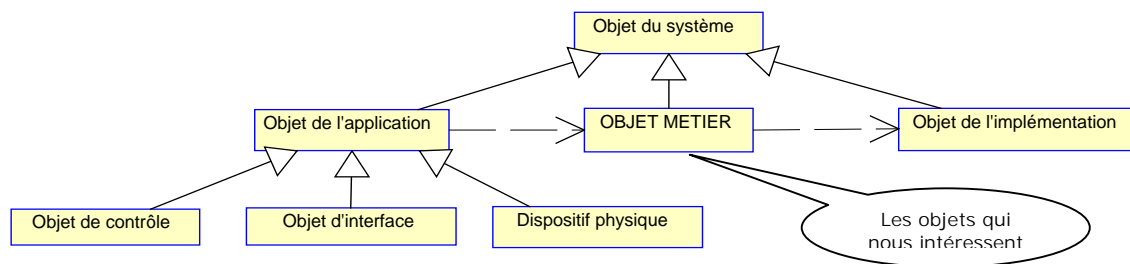 Objet du système
Objet de l'application
OBJET METIER
Objet de l'implémentation
Objet de contrôle
Objet d'interface
Dispositif physique
Les objets qui
nous intéressent